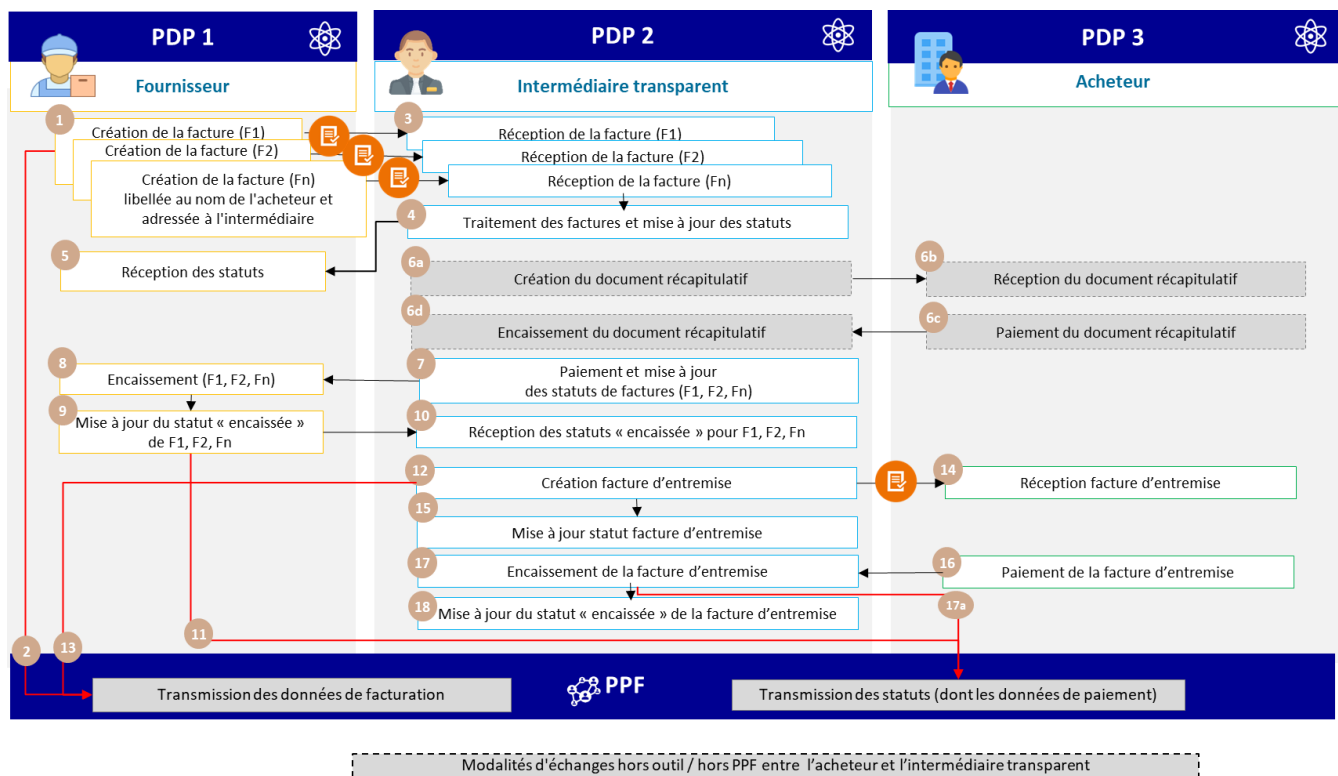 PDP 1
PDP 2
PDP 3
Fournisseur
Intermédiaire transparent
Acheteur
1
Création de la facture (F1)
Création de la facture (F2)
Création de la facture (Fn)
libellée au nom de l'acheteur et
adressée à l'intermédiaire
3
Réception de la facture (F1)
Réception de la facture (F2)
Réception de la facture (Fn)
4
Traitement des factures et mise à jour des statuts
5
Réception des statuts
6a
Création du document récapitulatif
6b
Réception du document récapitulatif
6d
Encaissement du document récapitulatif
6c
Paiement du document récapitulatif
8
Encaissement (F1, F2, Fn)
7
Paiement et mise à jour
des statuts de factures (F1, F2, Fn)
9
Mise à jour du statut « encaissée »
de F1, F2, Fn
10
Réception des statuts « encaissée » pour F1, F2, Fn
12
Création facture d'entremise
14
Réception facture d'entremise
15
Mise à jour statut facture d'entremise
17
Encaissement de la facture d'entremise
16
Paiement de la facture d'entremise
18
Mise à jour du statut « encaissée » de la facture d'entremise
17a
11
2
13
Transmission des données de facturation
PPF
Transmission des statuts (dont les données de paiement)
Modalités d'échanges hors outil / hors PPF entre l'acheteur et l'intermédiaire transparent